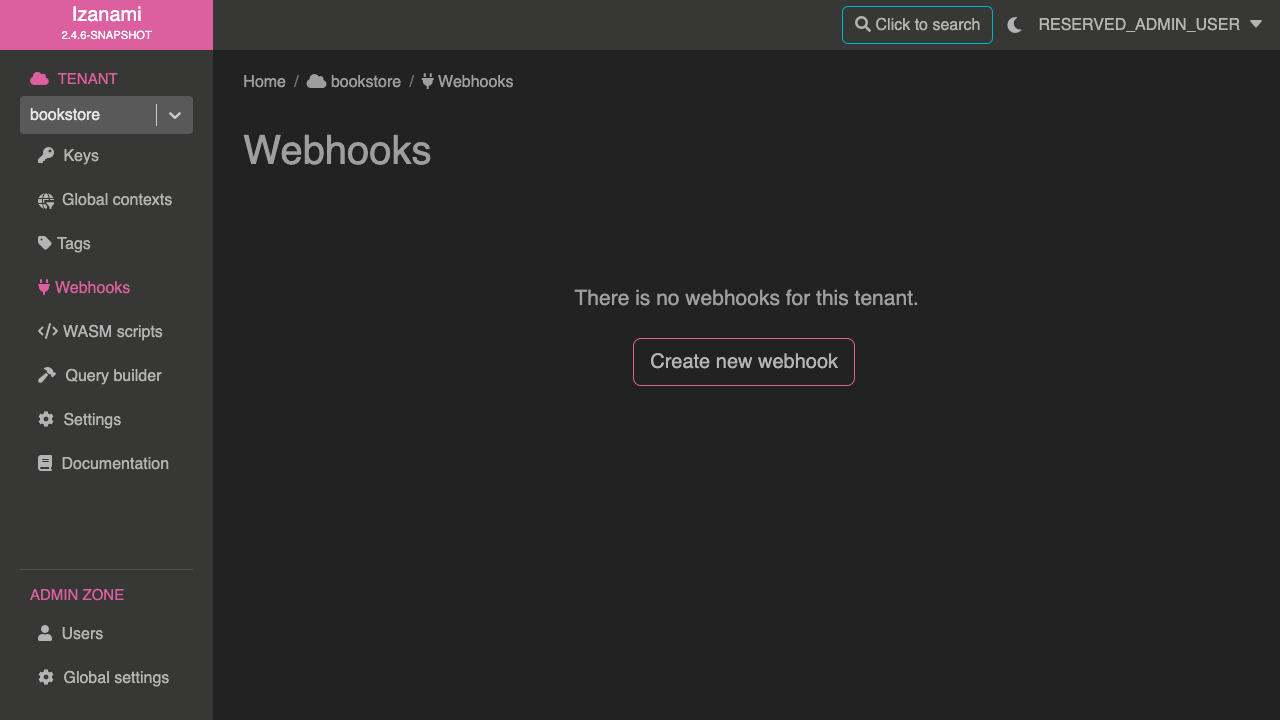 Izanami
2.4.6-SNAPSHOT
Click to search
RESERVED_ADMIN_USER
TENANT
bookstore
Keys
Global contexts
Tags
Webhooks
WASM scripts
Query builder
Settings
Documentation
ADMIN ZONE
Users
Global settings
Home / bookstore / Webhooks
Webhooks
There is no webhooks for this tenant.
Create new webhook